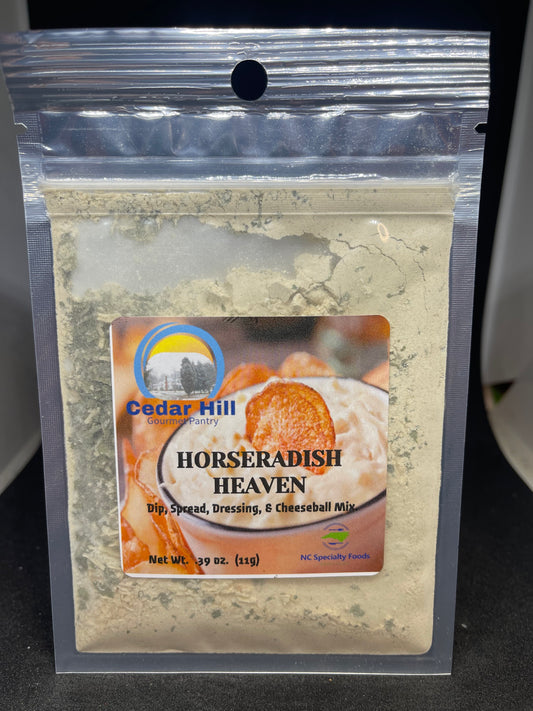 Cedar Hill
Gourmet Pantry
HORSERADISH
HEAVEN
Dip, Spread, Dressing, & Cheeseball Mix
Net Wt. .39 oz. (11g)
NC Specialty Foods